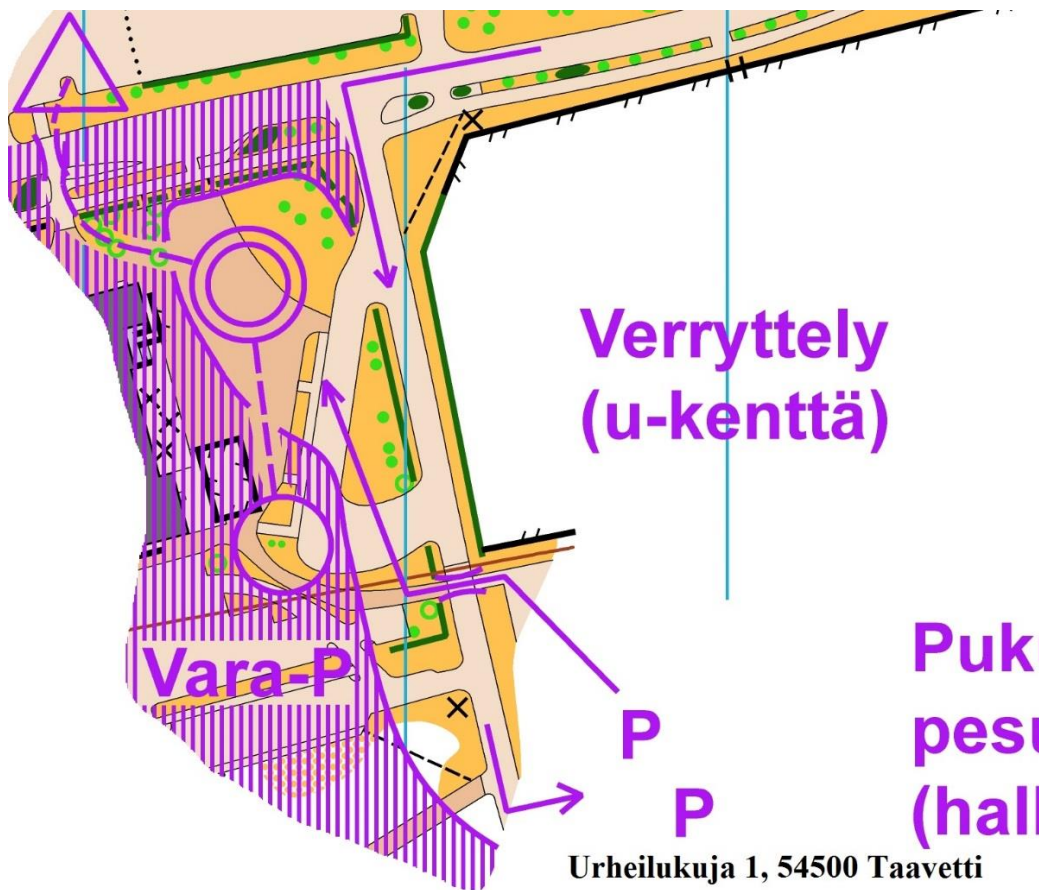 Verryttely
(u-kenttä)
Vara-P
P
P
Urheilukuja 1, 54500 Taavetti